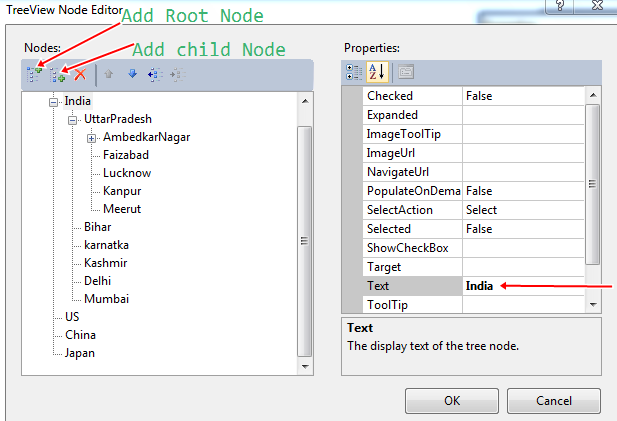 TreeView Node Editor
Add Root Node
Nodes:
Add child Node
Properties:
India
UttarPradesh
AmbedkarNagar
Faizabad
Lucknow
Kanpur
Meerut
Bihar
karnatka
Kashmir
Delhi
Mumbai
US
China
Japan
Checked False
Expanded
ImageToolTip
ImageUrl
NavigateUrl
PopulateOnDema False
SelectAction Select
Selected False
ShowCheckBox
Target
Text India
ToolTip
Text
The display text of the tree node.
OK Cancel